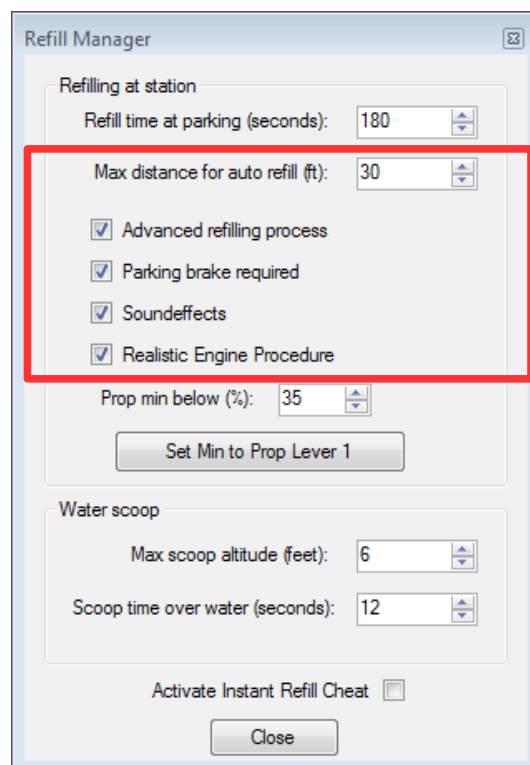 Refill Manager
Refilling at station
Refill time at parking (seconds): 180
Max distance for auto refill (ft): 30
Advanced refilling process
Parking brake required
Soundeffects
Realistic Engine Procedure
Prop min below (%): 35
Set Min to Prop Lever 1
Water scoop
Max scoop altitude (feet): 6
Scoop time over water (seconds): 12
Activate Instant Refill Cheat
Close